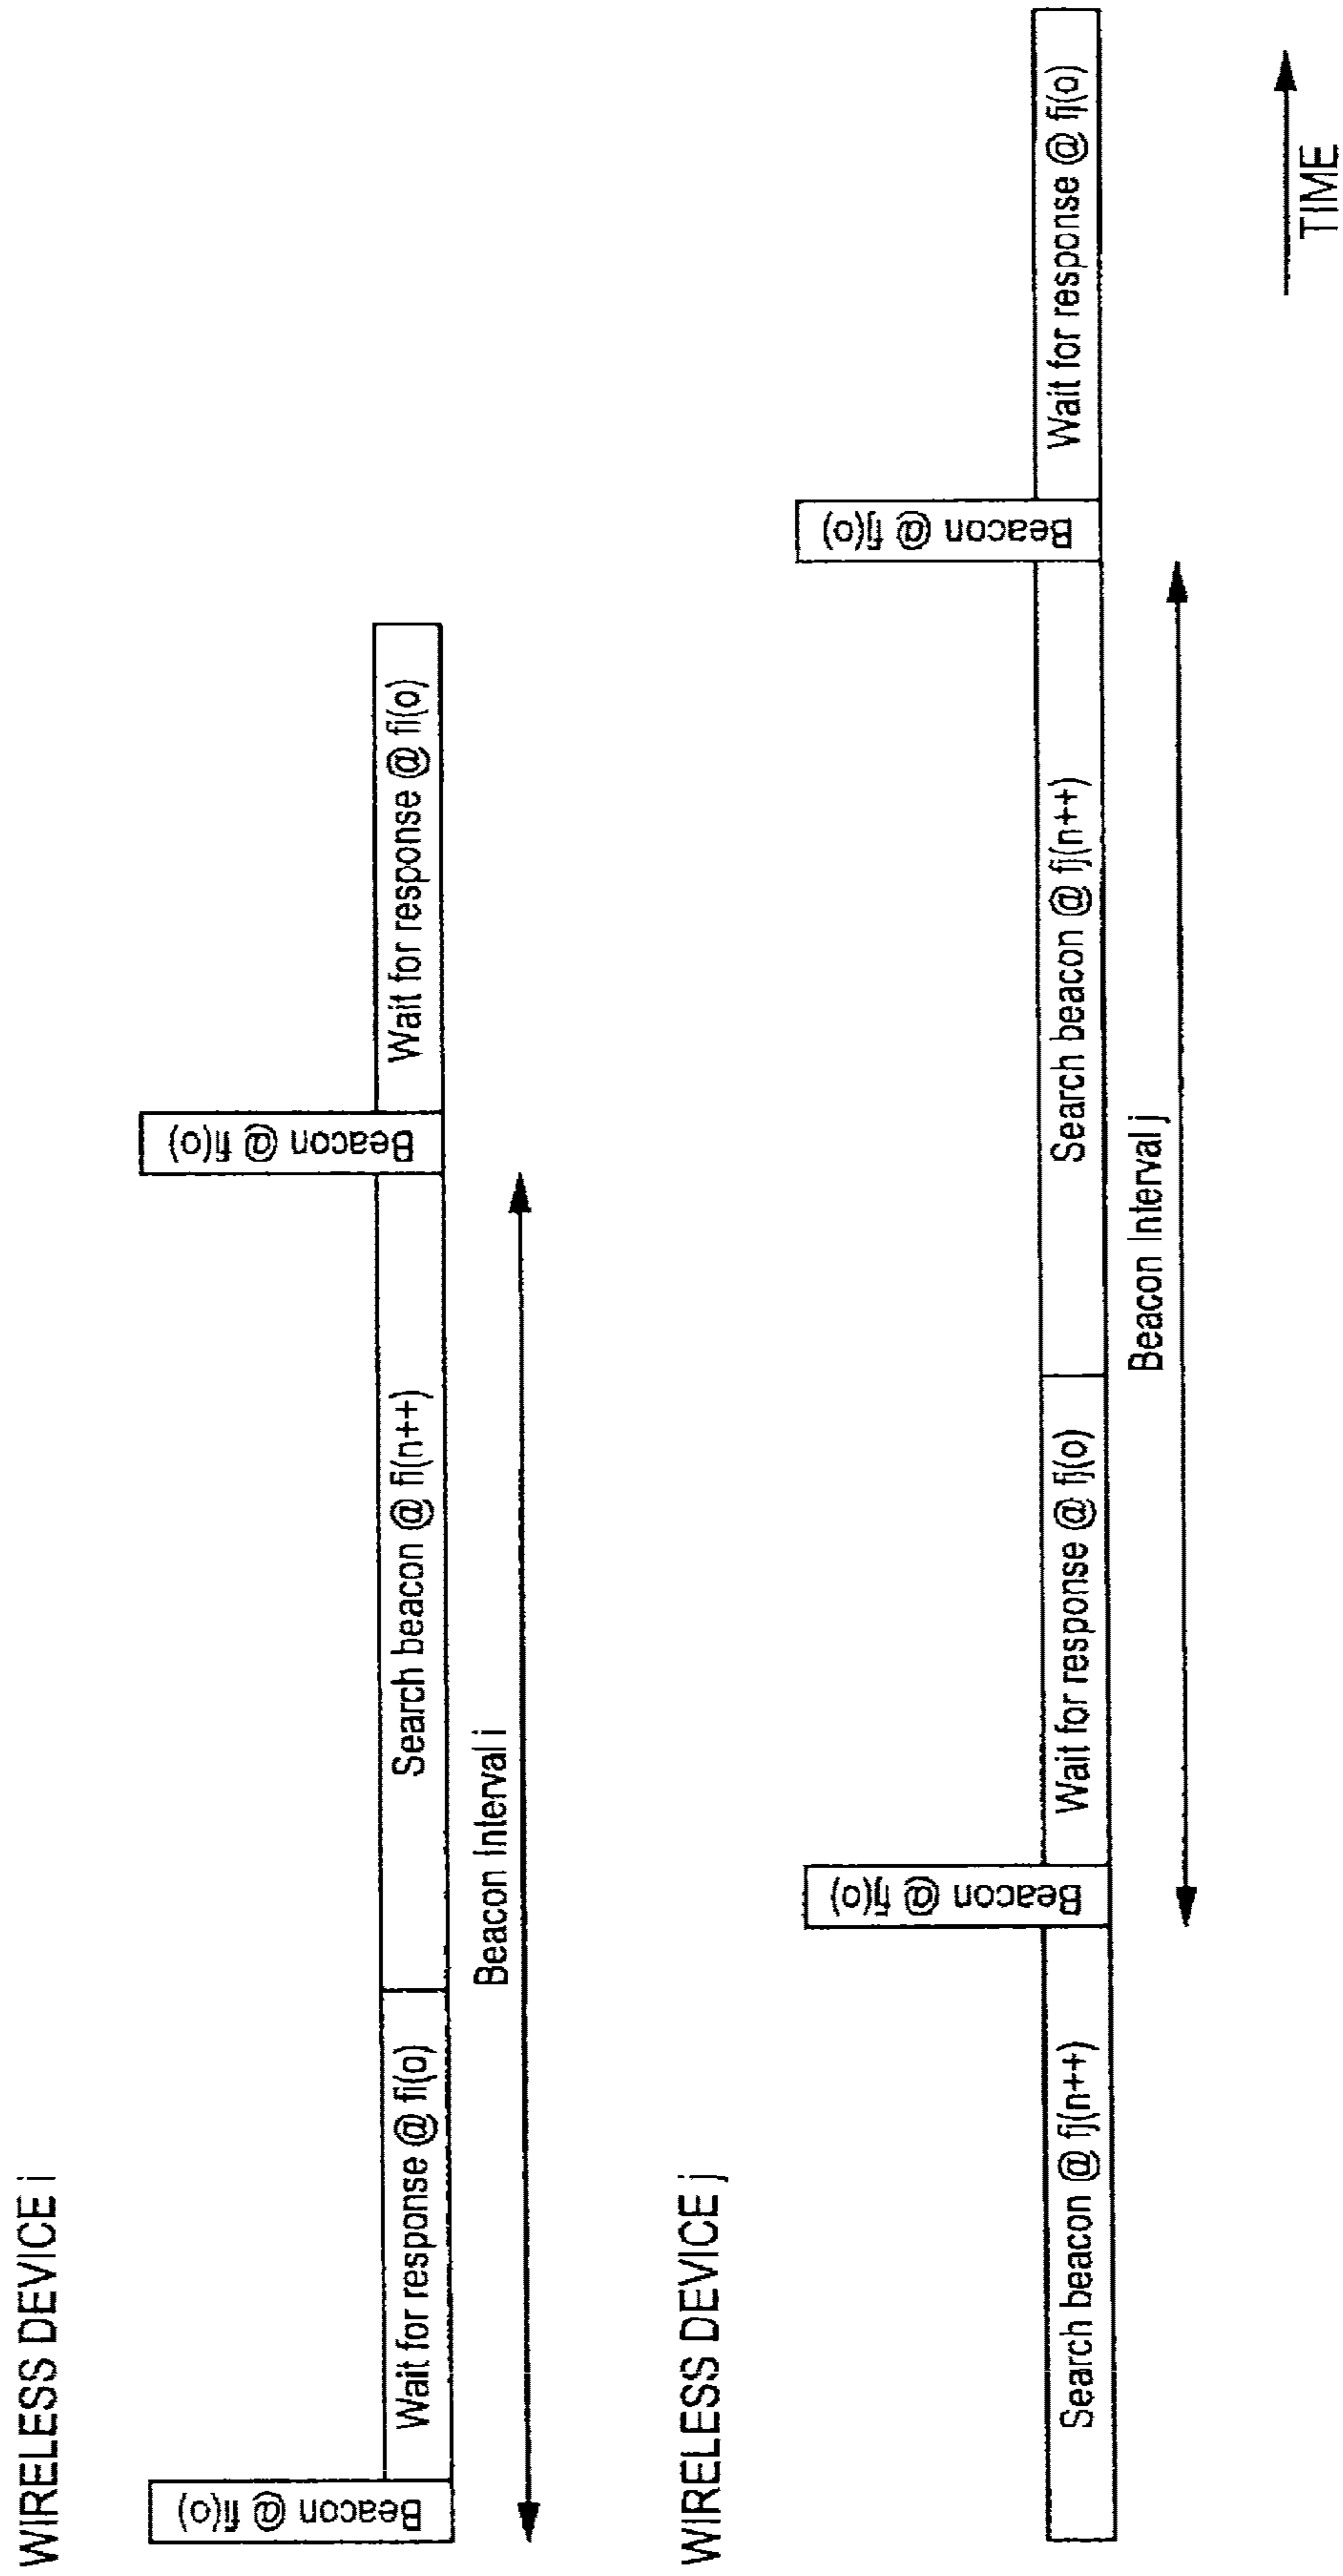 WIRELESS DEVICE i
Beacon @ fi(o)
Wait for response @ fi(o)
Search beacon @ fi(n++)
Beacon @ fi(o)
Wait for response @ fi(o)
Beacon Interval i
WIRELESS DEVICE j
Search beacon @ fj(n++)
Beacon @ fj(o)
Wait for response @ fj(o)
Search beacon @ fj(n++)
Beacon @ fj(o)
Wait for response @ fj(o)
Beacon Interval j
TIME